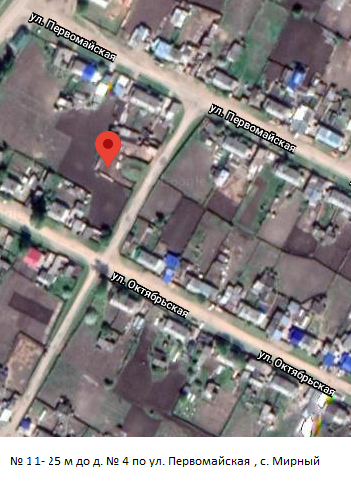 ул. Первомайская
ул. Первомайская
ул. Октябрьская
ул. Октябрьская
№ 11- 25 м до д. № 4 по ул. Первомайская , с. Мирный